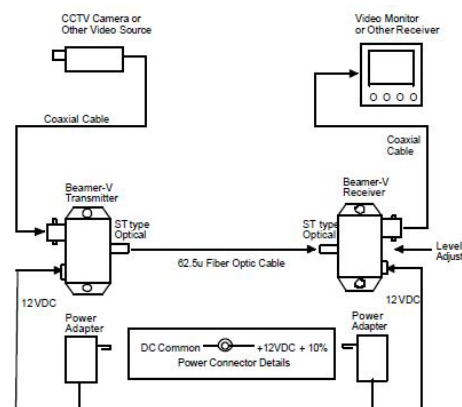 CCTV Camera or
Other Video Source
Video Monitor
or Other Receiver
Coaxial Cable
Coaxial
Cable
Beamer-V
Transmitter
Beamer-V
Receiver
ST type
Optical
ST type
Optical
Level
Adjust
62.5u Fiber Optic Cable
12VDC
12VDC
Power
Adapter
Power
Adapter
DC Common
+12VDC + 10%
Power Connector Details